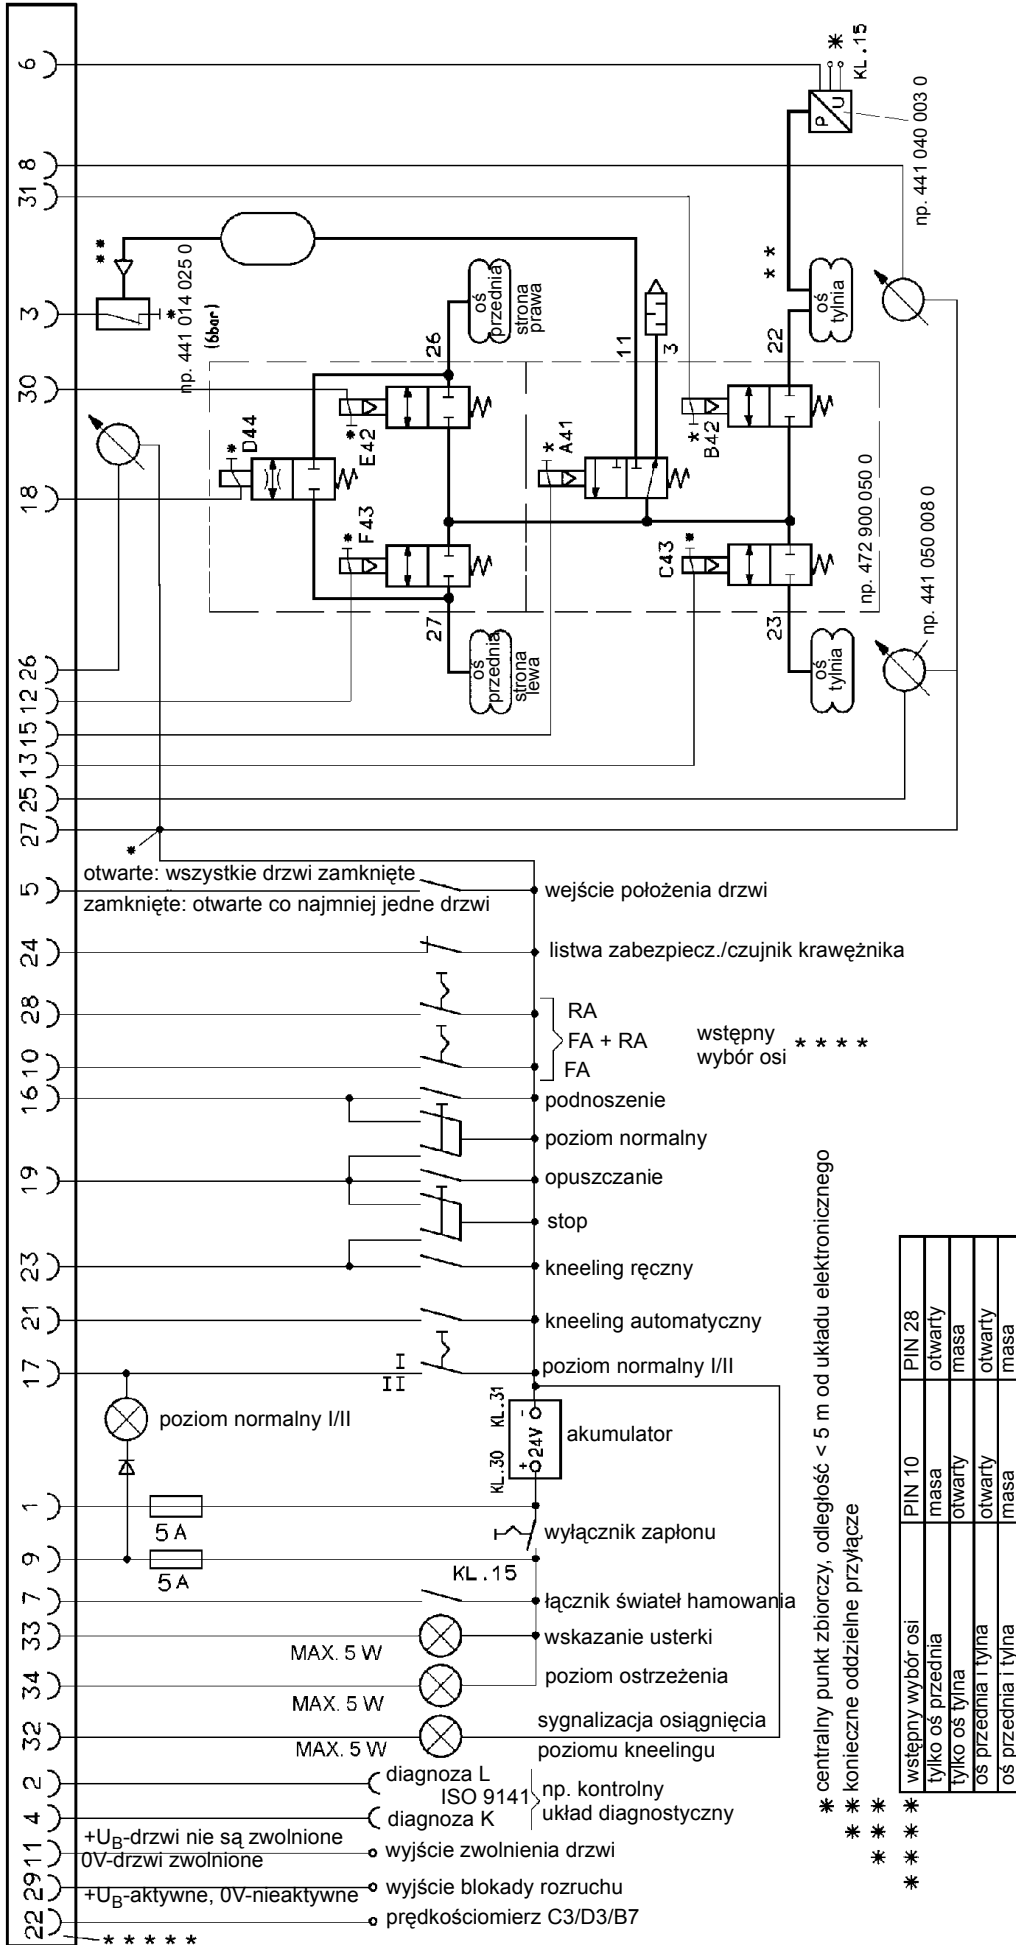 6
8
31
3
30
18
26
12
15
13
25
27
5
24
28
10
16
19
23
21
17
1
9
7
33
34
32
2
4
11
29
22
* * * * *
*
KL.15
P
U
np. 441 040 003 0
* *
*
np. 441 014 025 0
(6bar)
oś
przednia
strona
prawa
26
11
3
* *
oś
tylnia
22
D44
*
E42
*
F43
*
A41
*
B42
*
C43
*
np. 472 900 050 0
np. 441 050 008 0
27
oś
przednia
strona
lewa
23
oś
tylnia
*
otwarte: wszystkie drzwi zamknięte
zamknięte: otwarte co najmniej jedne drzwi
wejście położenia drzwi
listwa zabezpiecz./czujnik krawężnika
RA
FA + RA
FA
wstępny
wybór osi
* * * *
podnoszenie
poziom normalny
opuszczanie
stop
kneeling ręczny
kneeling automatyczny
I
II
poziom normalny I/II
poziom normalny I/II
KL.30
KL.31
+ 24V -
akumulator
5 A
wyłącznik zapłonu
5 A
KL.15
łącznik świateł hamowania
MAX. 5 W
wskazanie usterki
MAX. 5 W
poziom ostrzeżenia
MAX. 5 W
sygnalizacja osiągnięcia
poziomu kneelingu
diagnoza L
ISO 9141
diagnoza K
np. kontrolny
układ diagnostyczny
+UB-drzwi nie są zwolnione
0V-drzwi zwolnione
wyjście zwolnienia drzwi
+UB-aktywne, 0V-nieaktywne
wyjście blokady rozruchu
prędkościomierz C3/D3/B7
* centralny punkt zbiorczy, odległość < 5 m od układu elektronicznego
* * konieczne oddzielne przyłącze
* * *
* * * *
wstępny wybór osi PIN 10 PIN 28
tylko oś przednia masa otwarty
tylko oś tylna otwarty masa
oś przednia i tylna otwarty otwarty
oś przednia i tylna masa masa